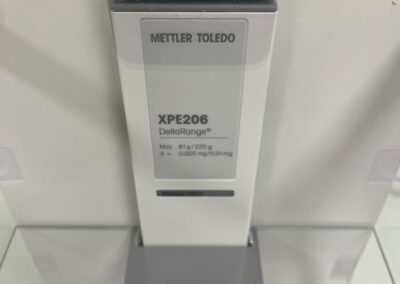 METTLER TOLEDO
XPE206
DeltaRange®
Max 81 g / 220 g
d = 0.005 mg/0.01 mg